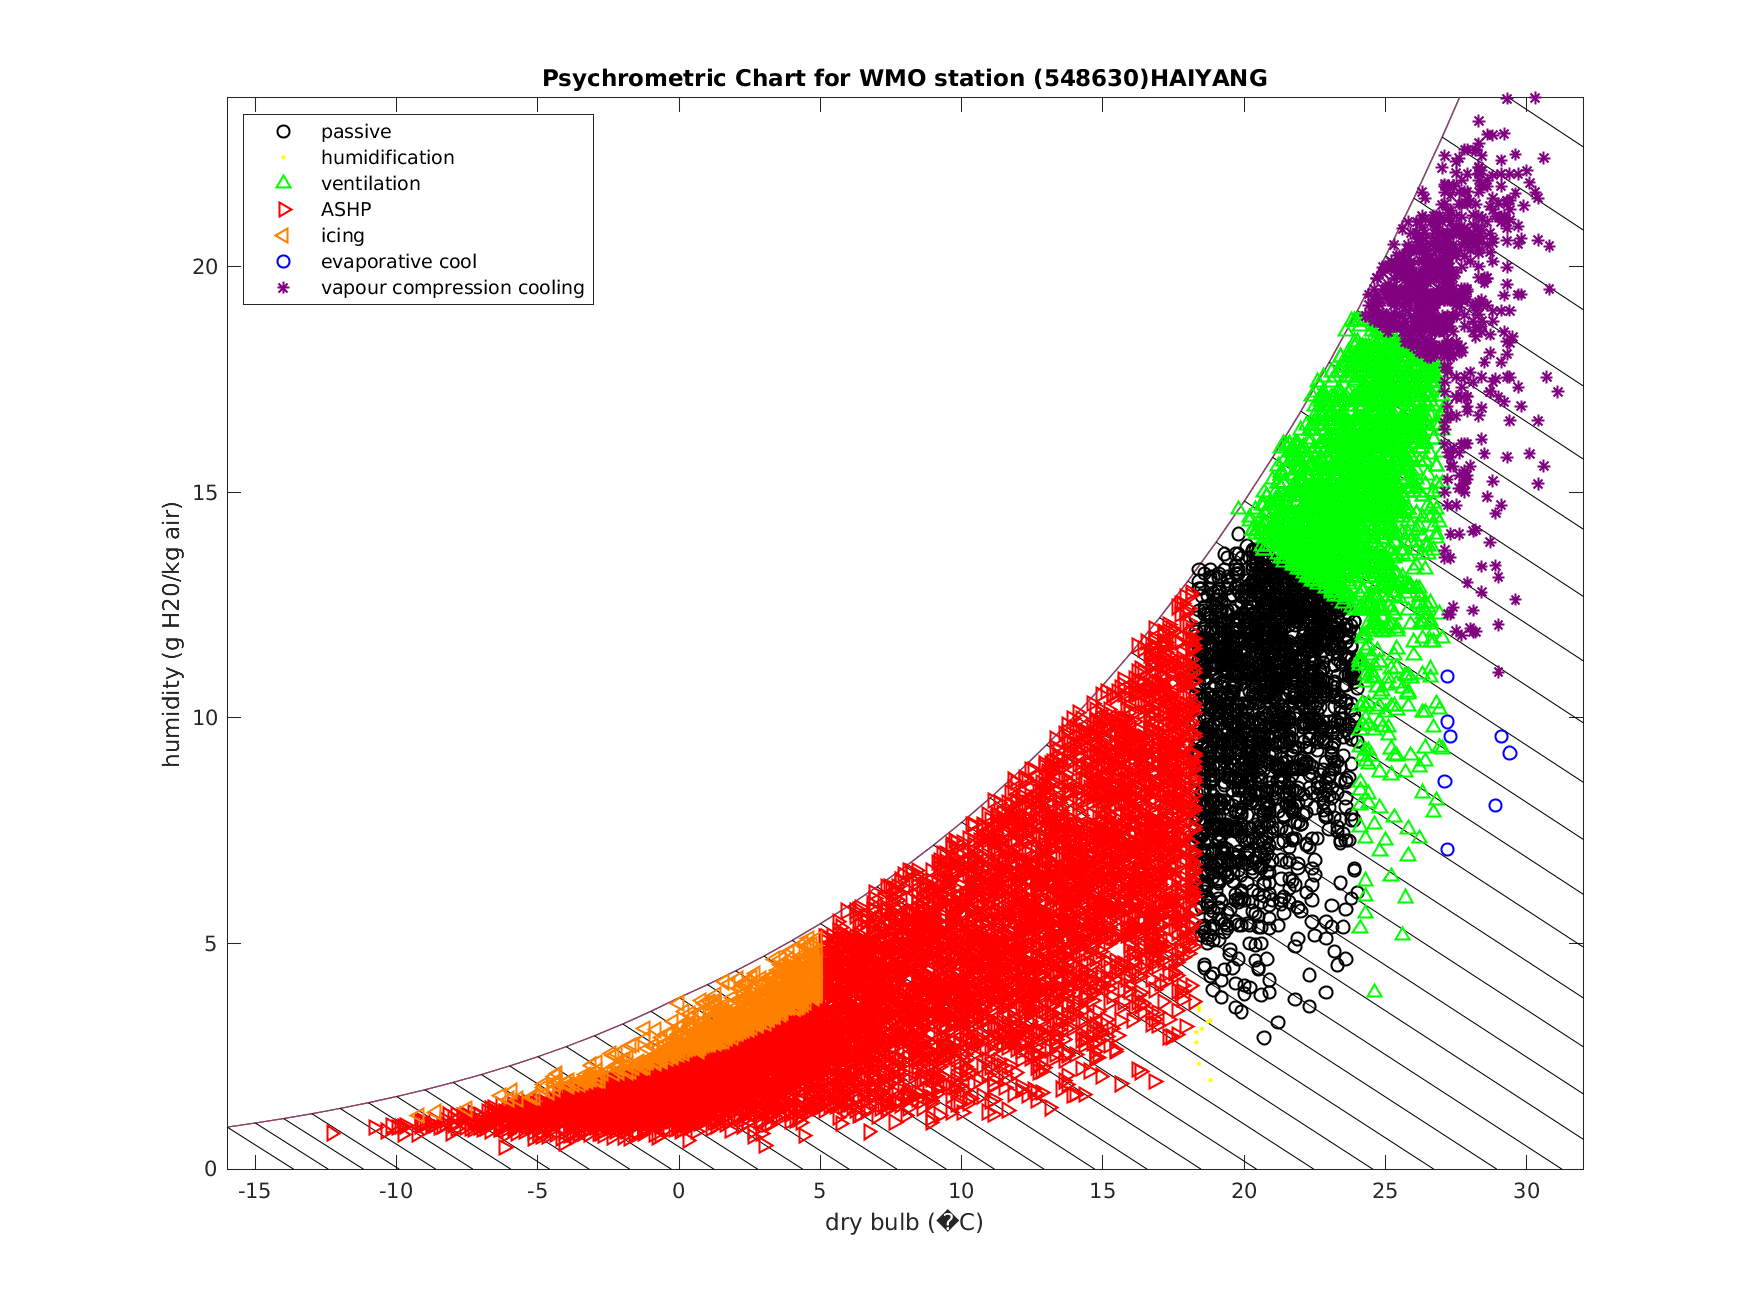 Psychrometric Chart for WMO station (548630)HAIYANG
passive
humidification
ventilation
ASHP
icing
evaporative cool
vapour compression cooling
humidity (g H20/kg air)
20
15
10
5
0
-15 -10 -5 0 5 10 15 20 25 30
dry bulb (�C)